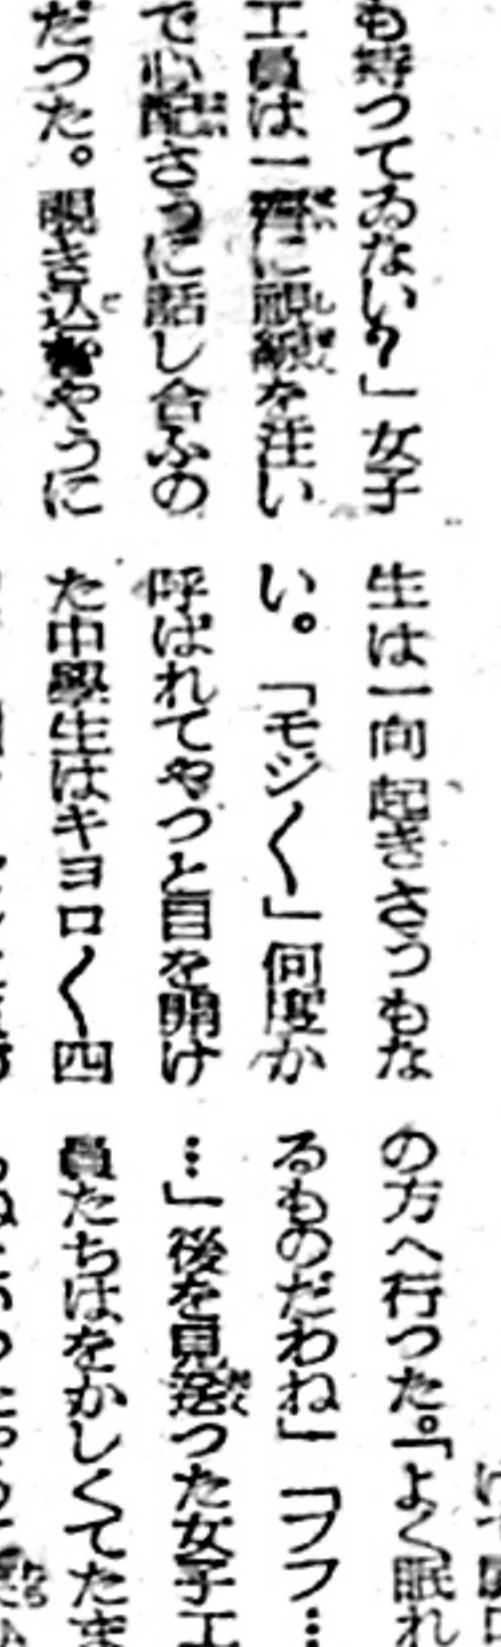 も持つてゐない?」女子
工員は一齊に視線を注い
で心配さうに話し合ふの
だつた。覗き込むやうに
生は一向起きさうもな
い。「モジ〱」何度か
呼ばれてやつと目を開け
た中學生はキヨロ〱四
の方へ行つた。「よく眠れ
るものだわね」「フフ…
…」後を見送つた女子工
員たちはをかしくてたま